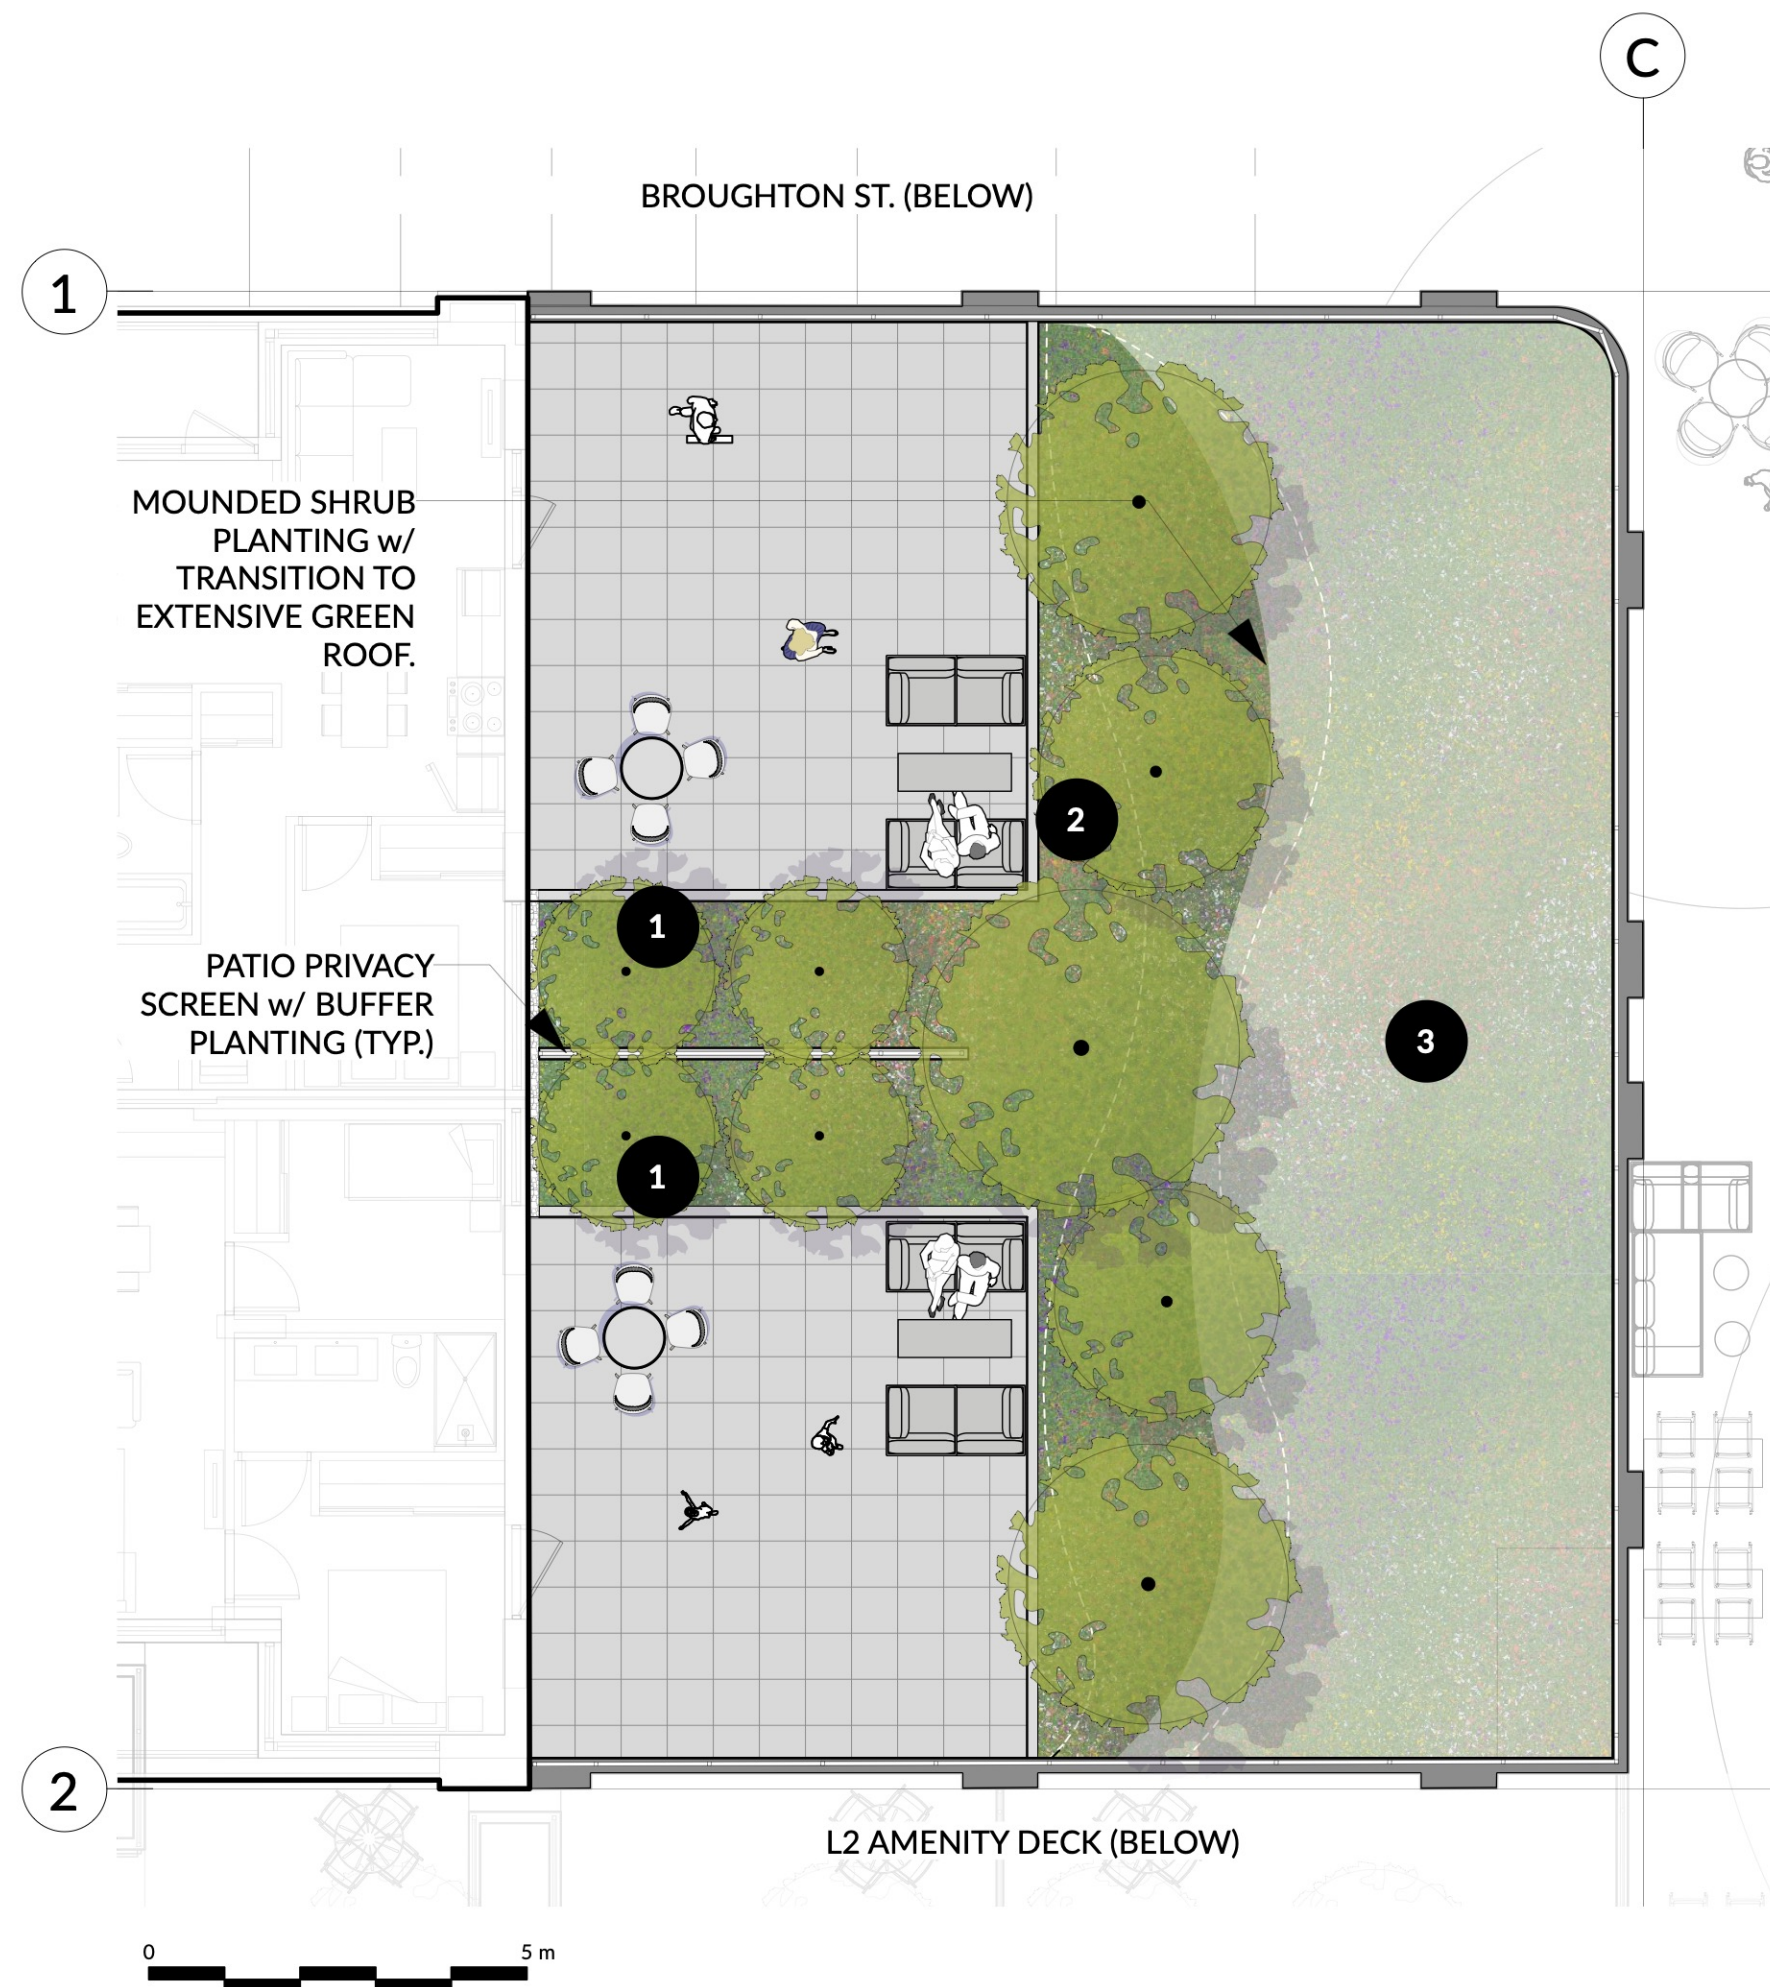 C
BROUGHTON ST. (BELOW)
1
MOUNDED SHRUB
PLANTING w/
TRANSITION TO
EXTENSIVE GREEN
ROOF.
2
1
PATIO PRIVACY
SCREEN w/ BUFFER
PLANTING (TYP.)
3
1
2
L2 AMENITY DECK (BELOW)
0 5 m